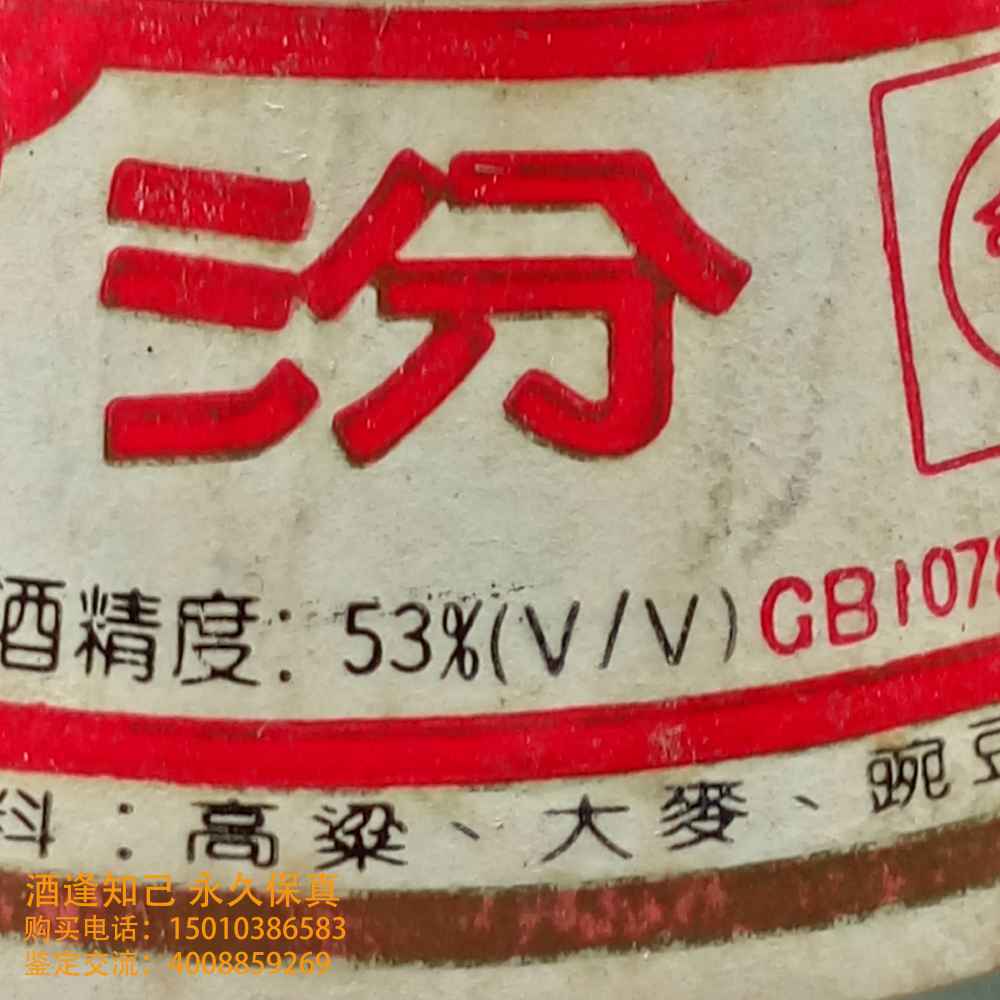 汾
酒精度：53%(V/V) GB1078
料：高粱、大麥、豌豆
酒逢知己 永久保真
购买电话：15010386583
鉴定交流：4008859269